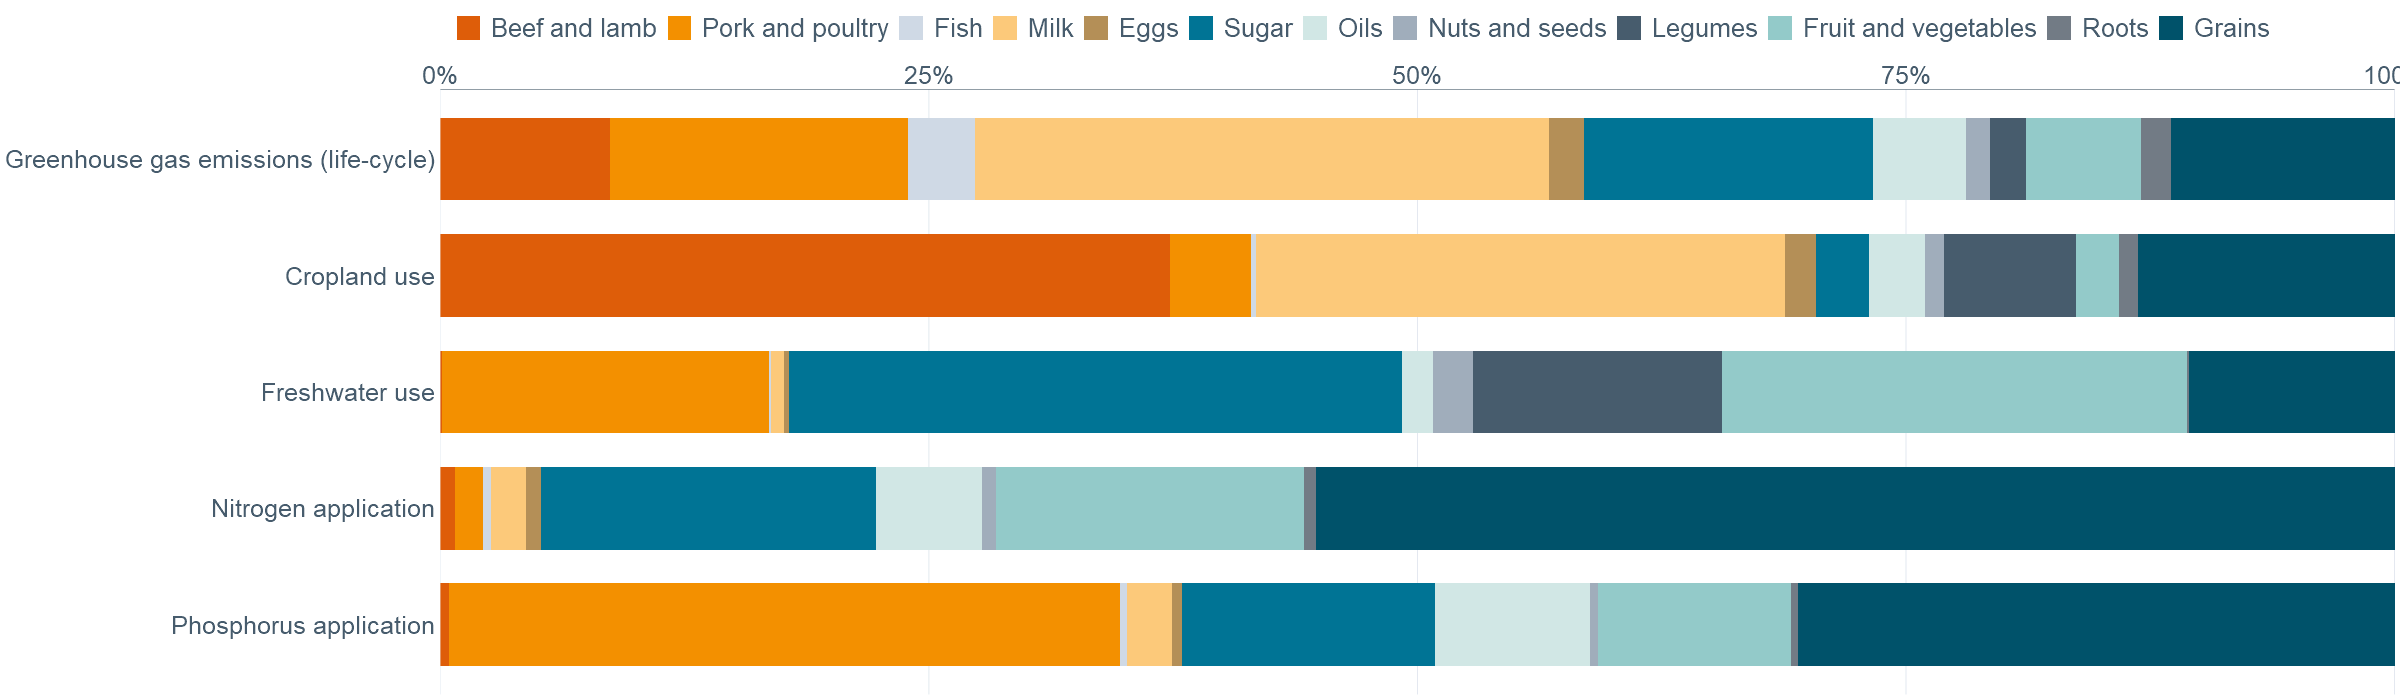 Beef and lamb Pork and poultry Fish Milk Eggs Sugar Oils Nuts and seeds Legumes Fruit and vegetables Roots Grains
0% 25% 50% 75% 100
Greenhouse gas emissions (life-cycle)
Cropland use
Freshwater use
Nitrogen application
Phosphorus application